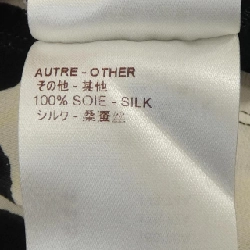 AUTRE - OTHER
その他 - 其他
100% SOIE - SILK
シルク - 桑蚕丝